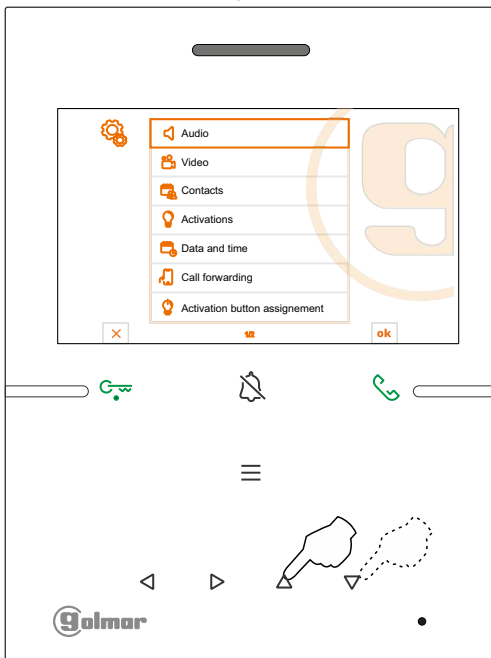 Audio
Video
Contacts
Activations
Data and time
Call forwarding
Activation button assignement
1/2
ok
golmar